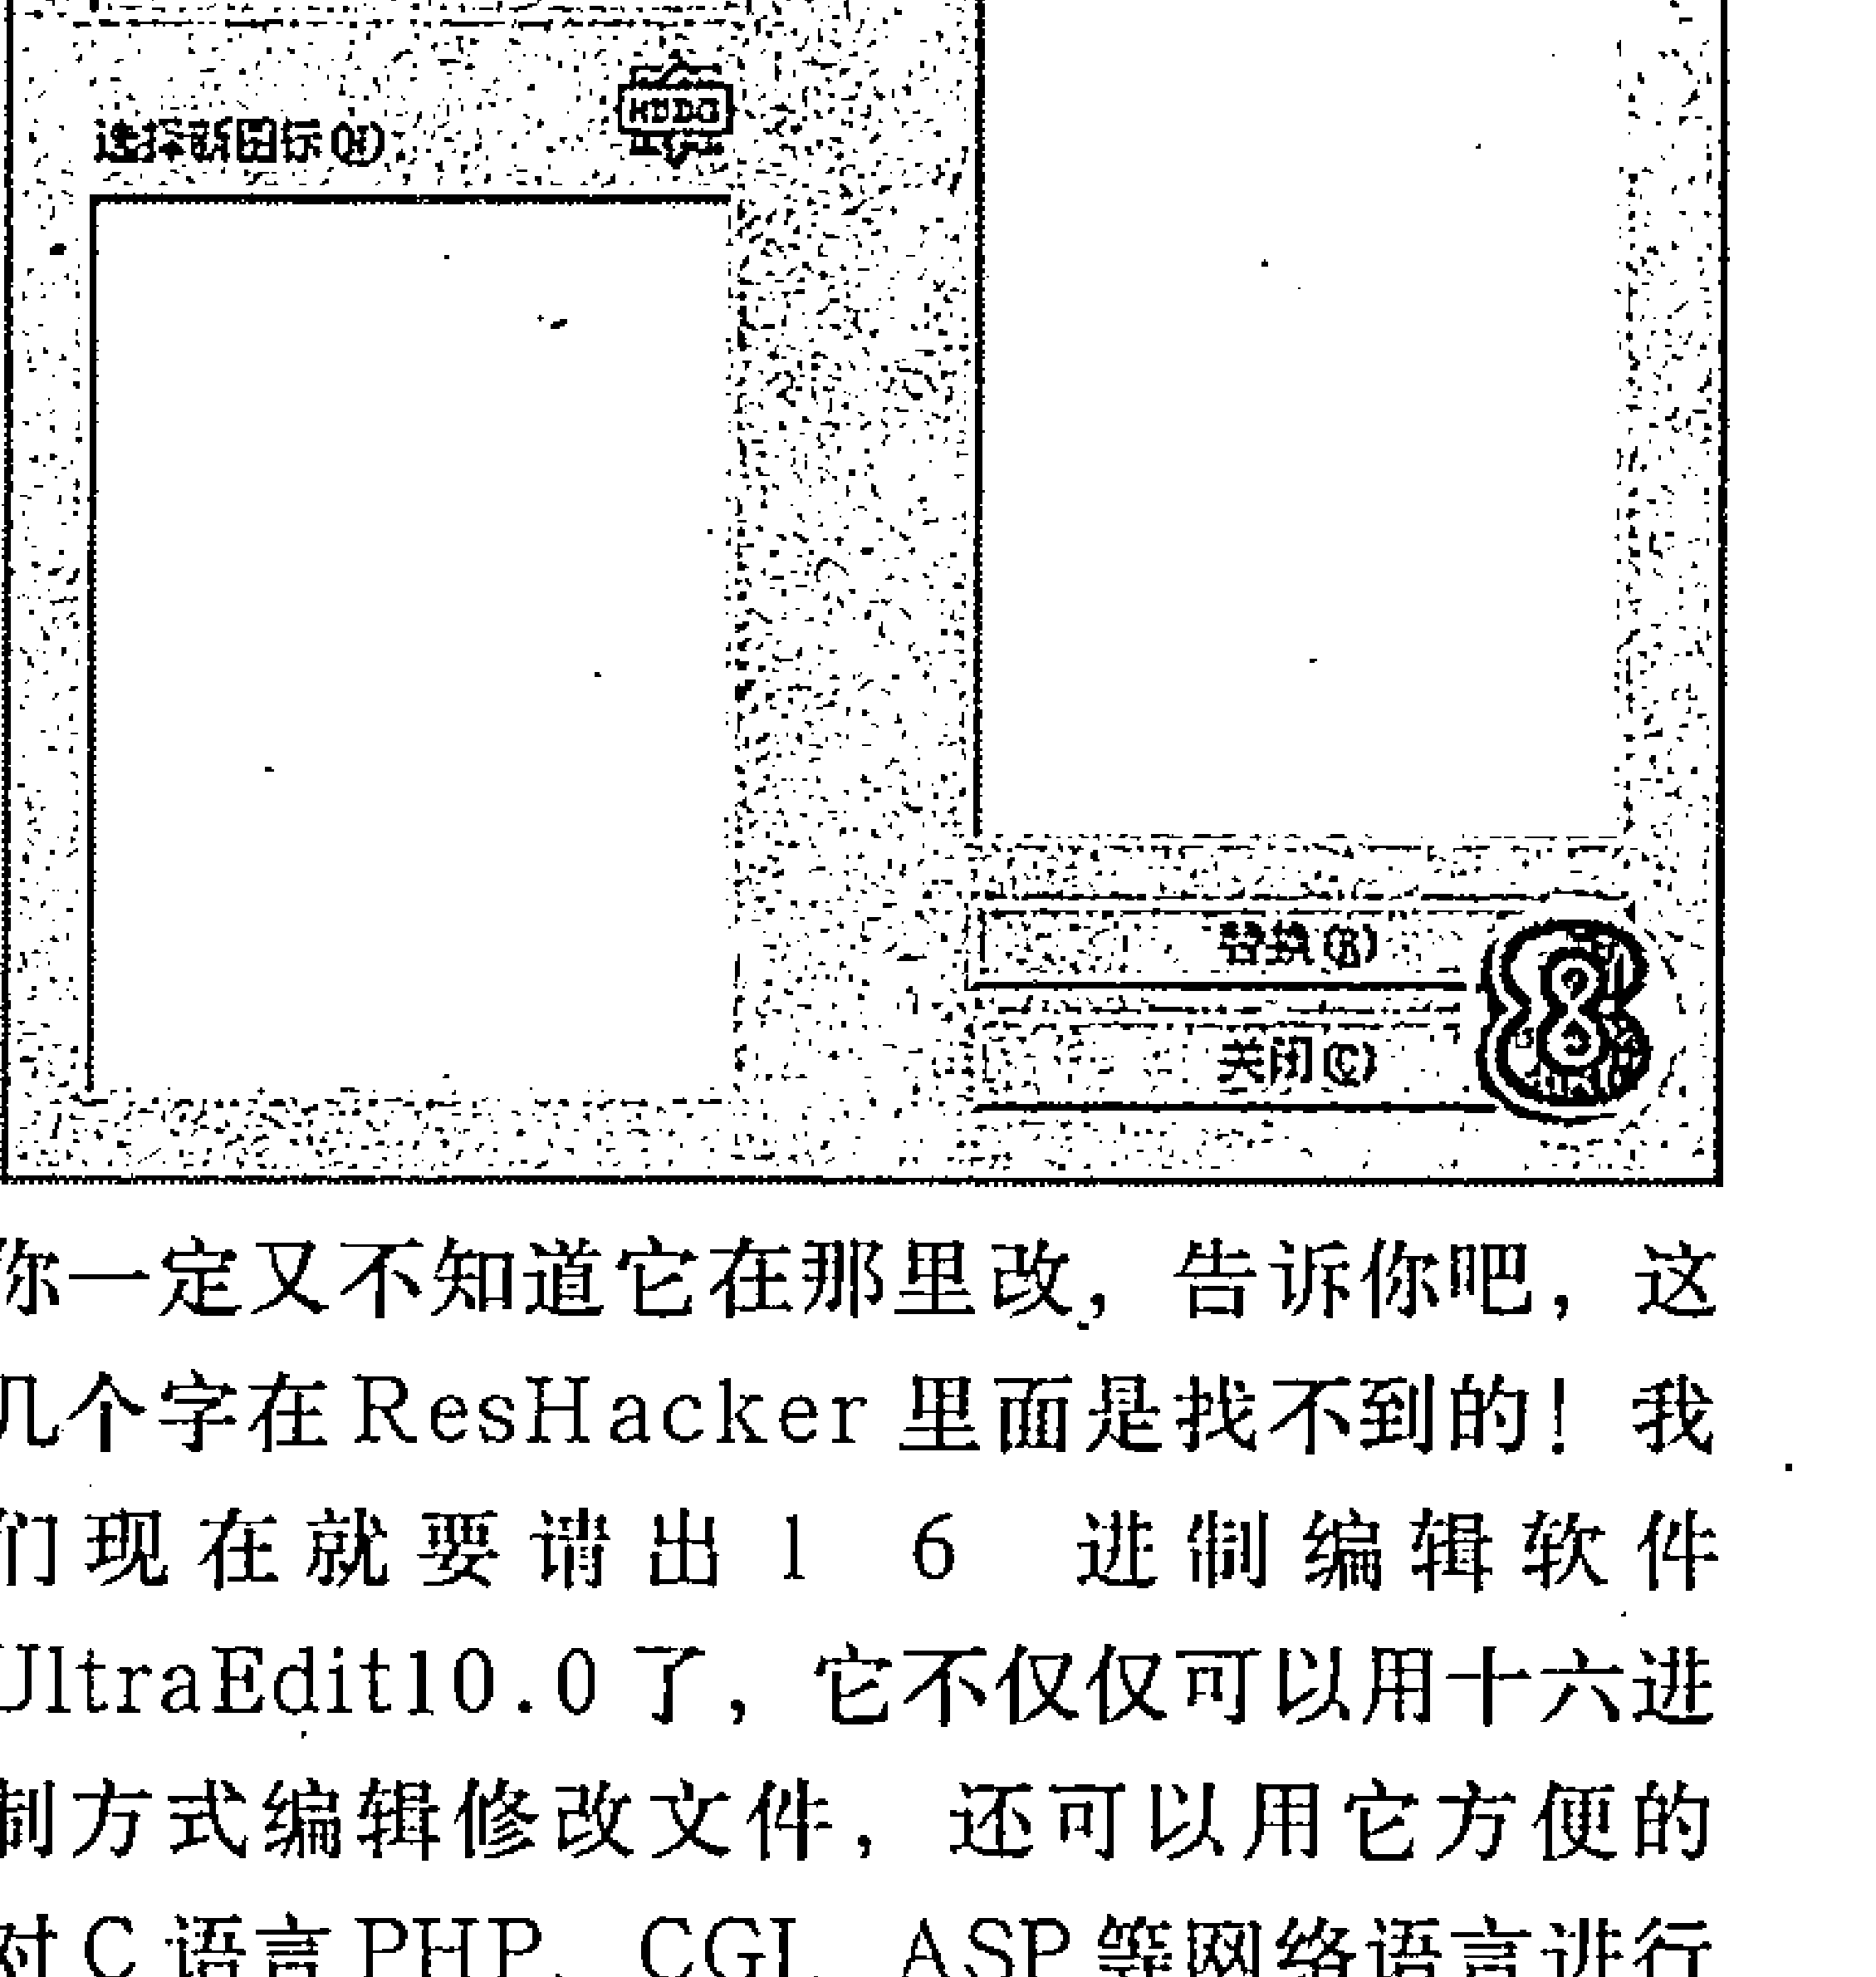 选择新图标(N)
替换(R)
关闭(C)
8
你一定又不知道它在那里改，告诉你吧，这
几个字在ResHacker里面是找不到的！我
们现在就要请出16进制编辑软件
UltraEdit10.0了，它不仅仅可以用十六进
制方式编辑修改文件，还可以用它方便的
对C语言PHP、CGI、ASP等网络语言进行